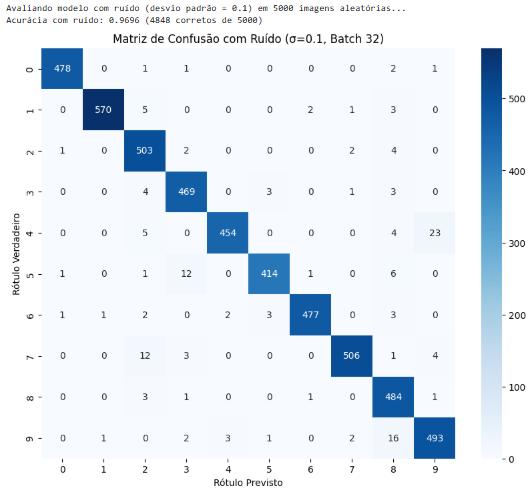 Avaliando modelo com ruído (desvio padrão = 0.1) em 5000 imagens aleatórias...
Acurácia com ruído: 0.9696 (4848 corretos de 5000)
Matriz de Confusão com Ruído (σ=0.1, Batch 32)
0 478 0 1 1 0 0 0 0 2 1
1 0 570 5 0 0 0 2 1 3 0
2 1 0 503 2 0 0 0 2 4 0
3 0 0 4 469 0 3 0 1 3 0
4 0 0 5 0 454 0 0 0 4 23
5 1 0 1 12 0 414 1 0 6 0
6 1 1 2 0 2 3 477 0 3 0
7 0 0 12 3 0 0 0 506 1 4
8 0 0 3 1 0 0 1 0 484 1
9 0 1 0 2 3 1 0 2 16 493
0 1 2 3 4 5 6 7 8 9
Rótulo Previsto
Rótulo Verdadeiro
500
400
300
200
100
0